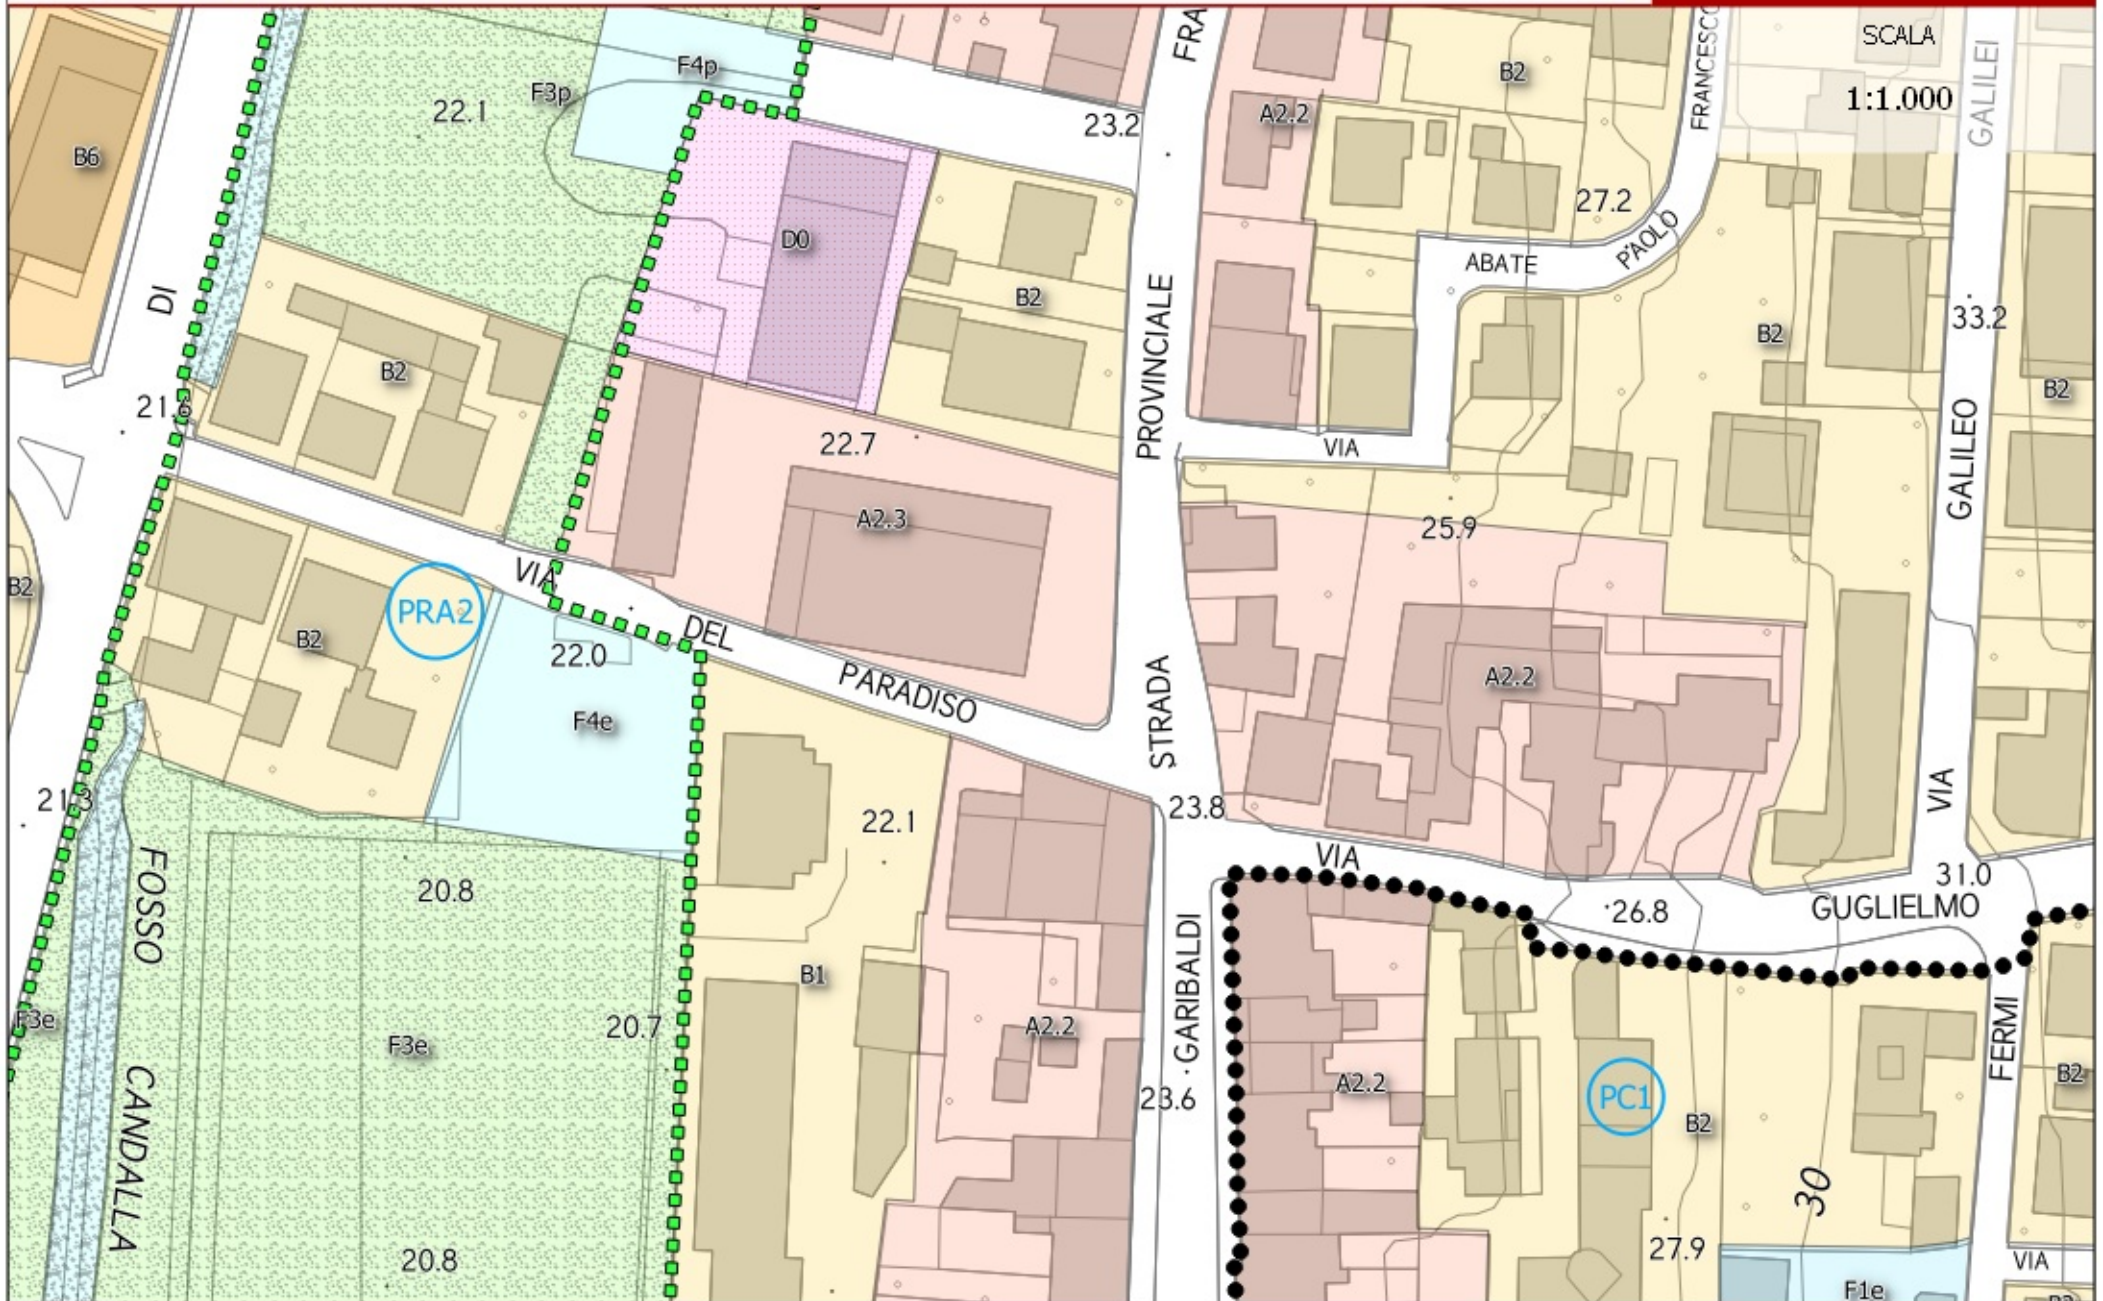 FRA
FRANCESCO
SCALA
GALILEI
F4p
B2
F3p
1:1.000
22.1
A2.2
23.2
B6
27.2
D0
PAOLO
ABATE
DI
B2
33.2
B2
B2
B2
21.6
PROVINCIALE
22.7
VIA
GALILEO
A2.3
25.9
VIA
B2
PRA2
B2
DEL
22.0
A2.2
PARADISO
STRADA
F4e
VIA
21.3
23.8
22.1
VIA
31.0
20.8
FOSSO
GUGLIELMO
26.8
B1
GARIBALDI
F3e
20.7
A2.2
FERMI
F3e
B2
A2.2
PC1
23.6
B2
CANDALLA
30
27.9
20.8
VIA
F1e